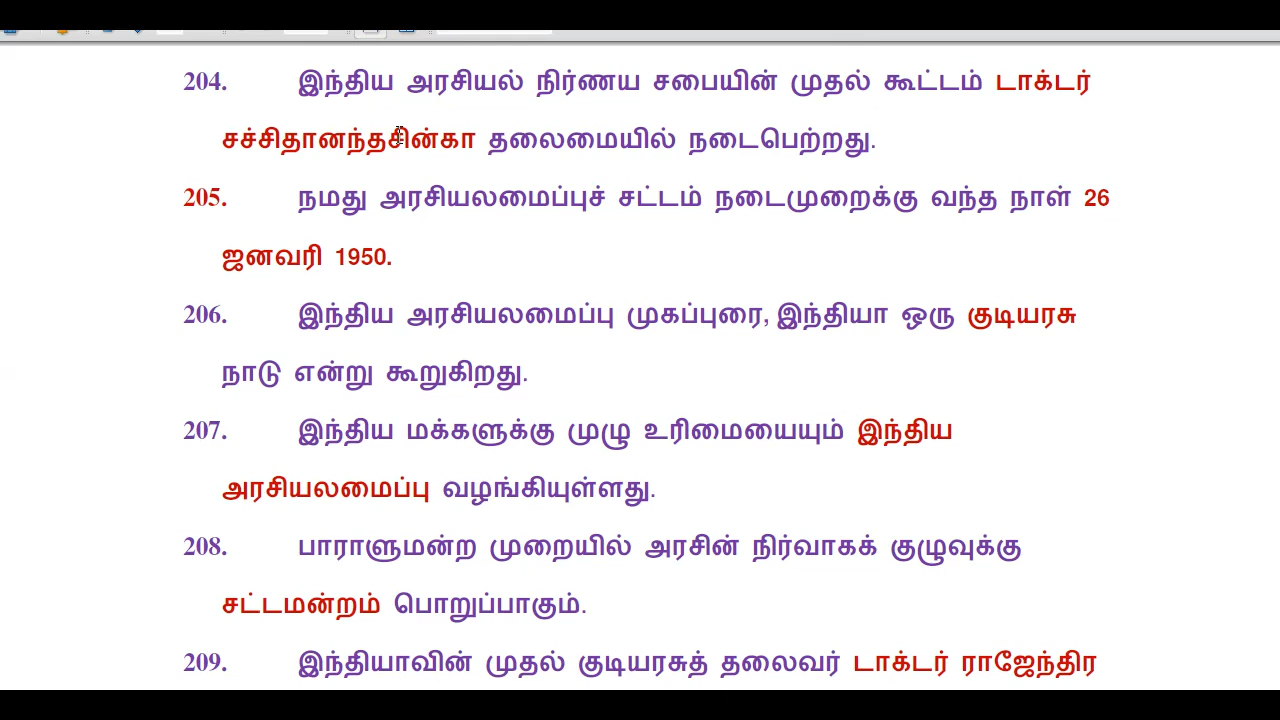 204. இந்திய அரசியல் நிர்ணய சபையின் முதல் கூட்டம் டாக்டர்
சச்சிதானந்தசின்கா தலைமையில் நடைபெற்றது.
205. நமது அரசியலமைப்புச் சட்டம் நடைமுறைக்கு வந்த நாள் 26
ஜனவரி 1950.
206. இந்திய அரசியலமைப்பு முகப்புரை, இந்தியா ஒரு குடியரசு
நாடு என்று கூறுகிறது.
207. இந்திய மக்களுக்கு முழு உரிமையையும் இந்திய
அரசியலமைப்பு வழங்கியுள்ளது.
208. பாராளுமன்ற முறையில் அரசின் நிர்வாகக் குழுவுக்கு
சட்டமன்றம் பொறுப்பாகும்.
209. இந்தியாவின் முதல் குடியரசுத் தலைவர் டாக்டர் ராஜேந்திர